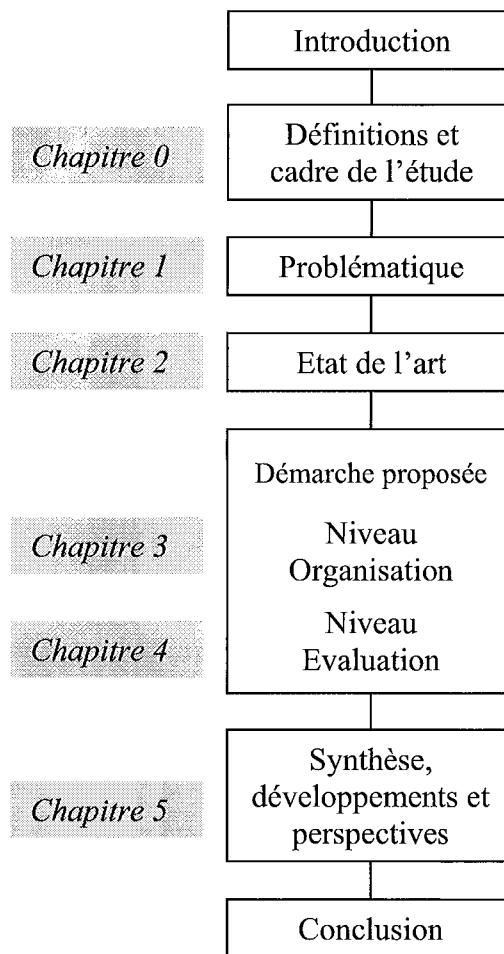 Introduction
Chapitre 0
Définitions et
cadre de l'étude
Chapitre 1
Problématique
Chapitre 2
Etat de l'art
Démarche proposée
Chapitre 3
Niveau
Organisation
Chapitre 4
Niveau
Evaluation
Chapitre 5
Synthèse,
développements et
perspectives
Conclusion